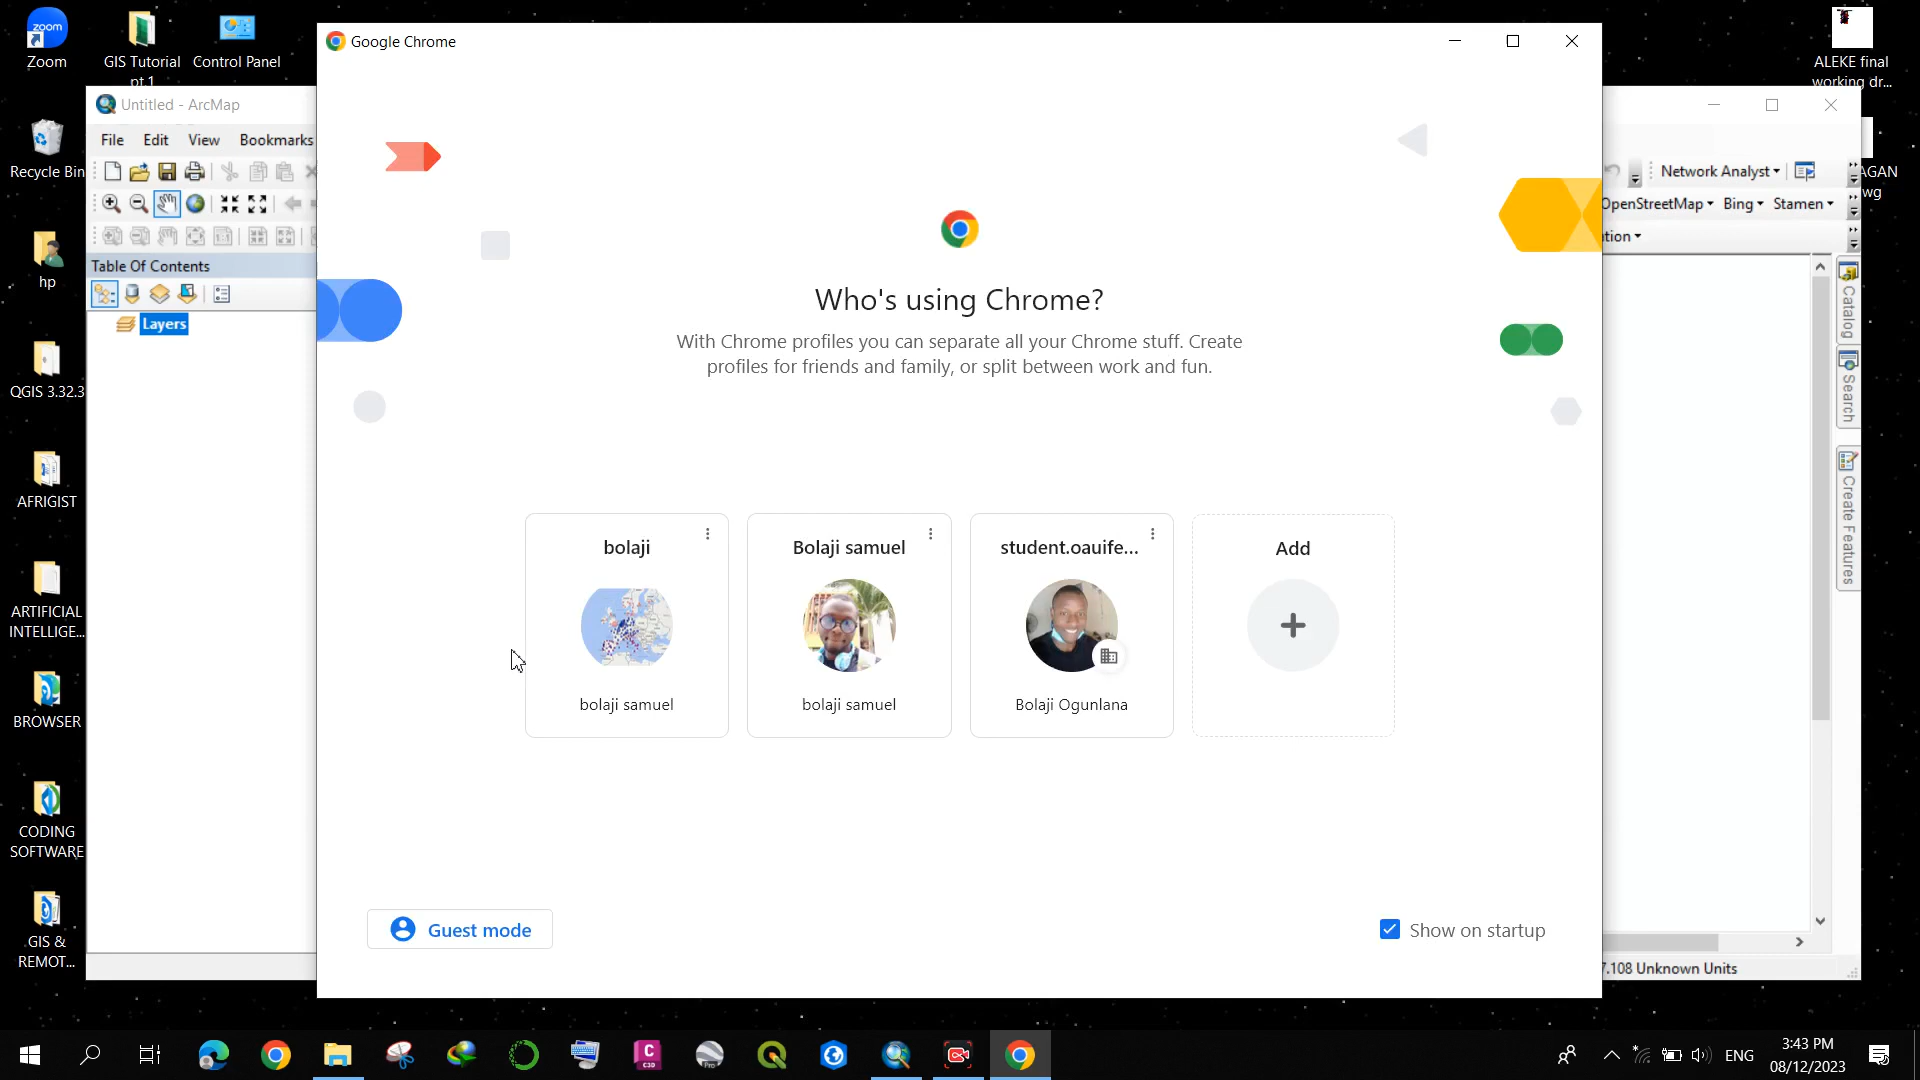 zoom
Zoom
GIS Tutorial
pt.1
Control Panel
Recycle Bin
hp
QGIS 3.32.3
AFRIGIST
ARTIFICIAL
INTELLIGE...
BROWSER
CODING
SOFTWARE
GIS &
REMOT...
ALEKE final
working dr...
AGAN
wg
Untitled - ArcMap
File
Edit
View
Bookmarks
1:1
Table Of Contents
Layers
Network Analyst
OpenStreetMap
Bing
Stamen
tion
Catalog
Search
Create Features
7.108 Unknown Units
Google Chrome
Who's using Chrome?
With Chrome profiles you can separate all your Chrome stuff. Create
profiles for friends and family, or split between work and fun.
bolaji
bolaji samuel
Bolaji samuel
bolaji samuel
student.oauife...
Bolaji Ogunlana
Add
Guest mode
Show on startup
C
C3D
Pro
ENG
3:43 PM
08/12/2023